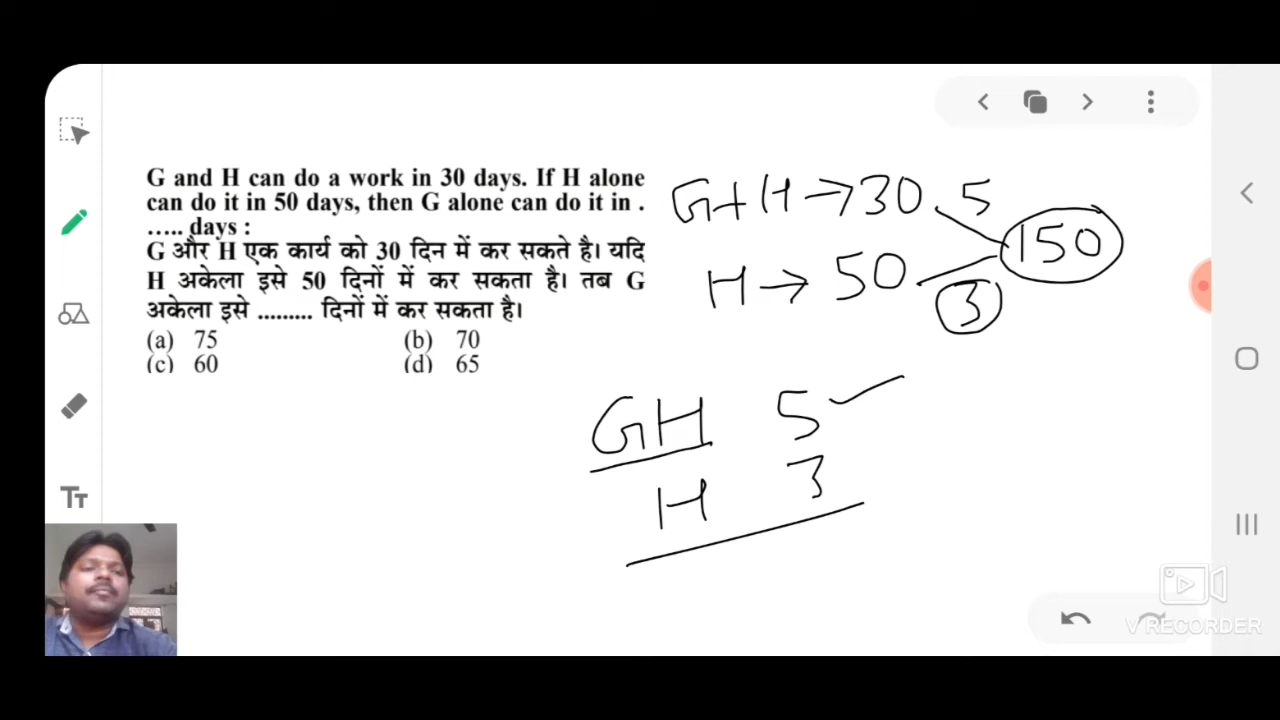 G and H can do a work in 30 days. If H alone
can do it in 50 days, then G alone can do it in .
….. days :
G और H एक कार्य को 30 दिन में कर सकते है। यदि
H अकेला इसे 50 दिनों में कर सकता है। तब G
अकेला इसे ......... दिनों में कर सकता है।
(a) 75 (b) 70
(c) 60 (d) 65
G+H → 30 5
150
H → 50
3
GH 5
H 3
TT
V RECORDER